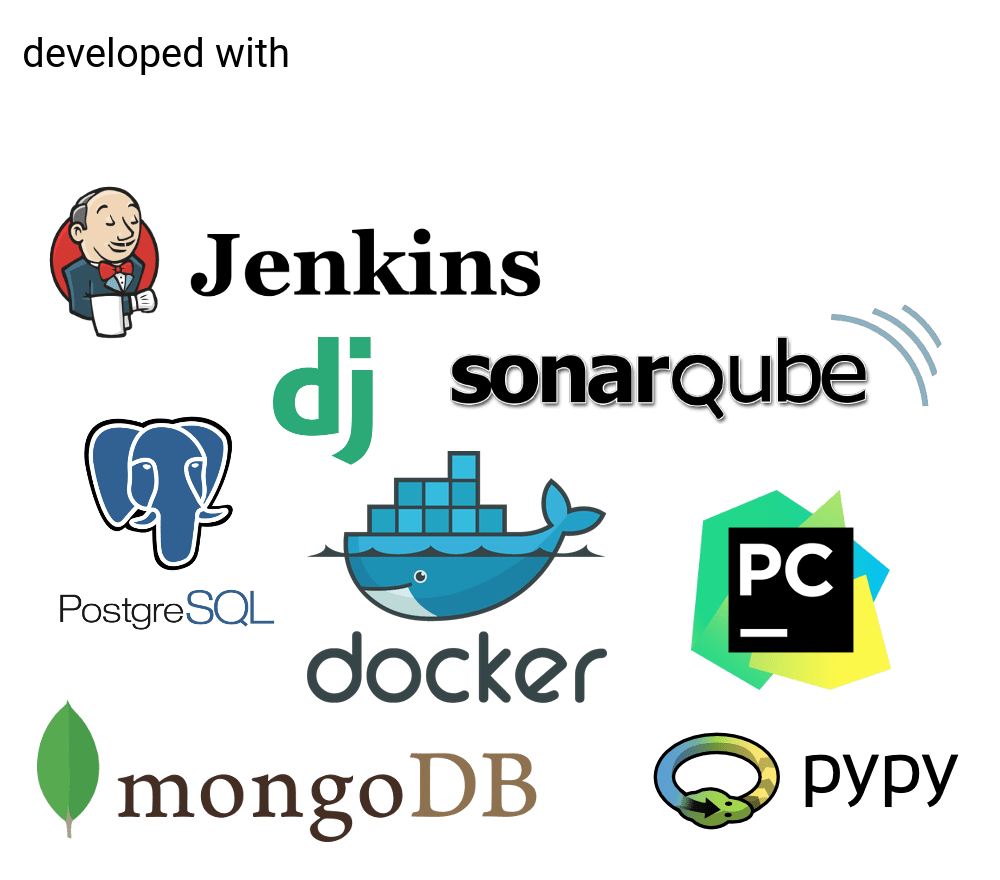 developed with
Jenkins
dj
sonarqube
PostgreSQL
docker
PC
mongoDB
pypy